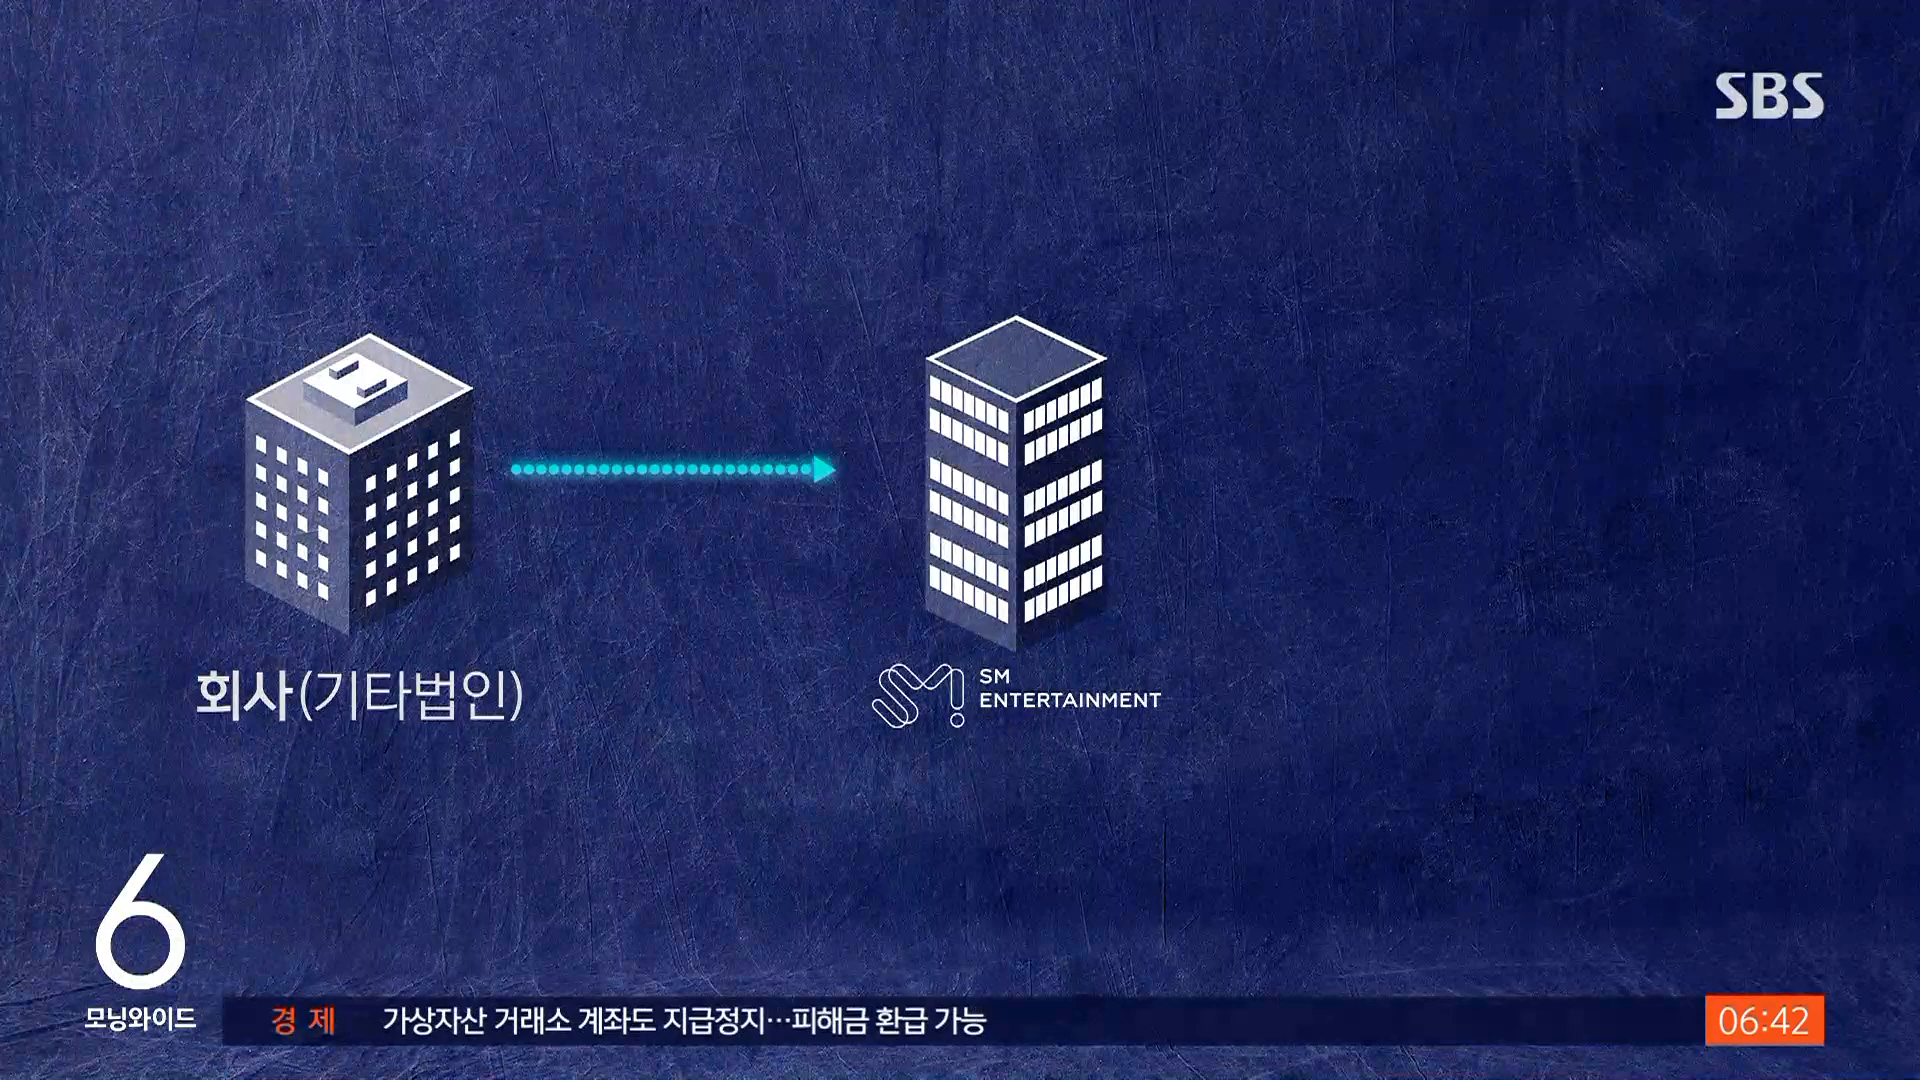 SBS
회사(기타법인)
SM
ENTERTAINMENT
6
모닝와이드
경제 가상자산 거래소 계좌도 지급정지…피해금 환급 가능
06:42